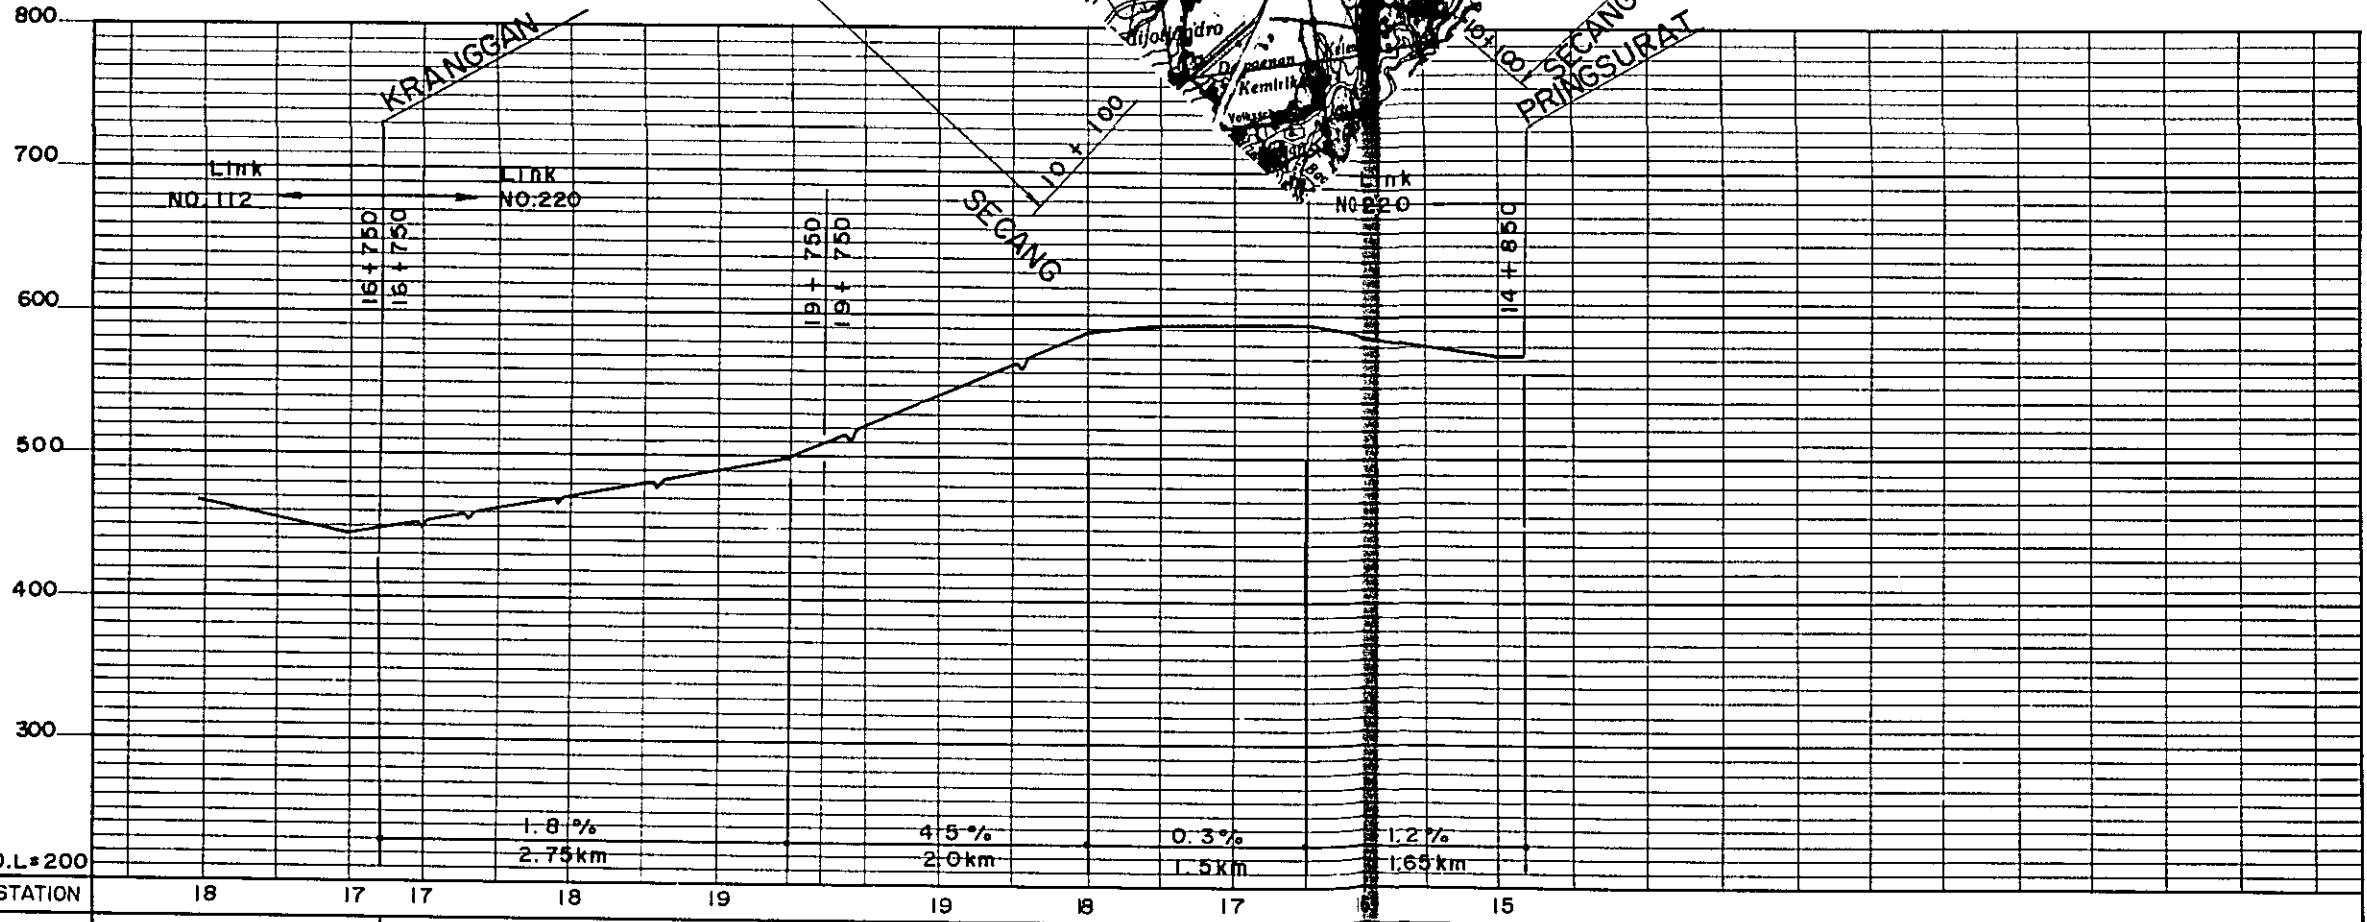 800
KRANGGAN
SECANG
10+181
PRINGSURAT
Kemlrik
10 + 100
700
Link
NO. 112
Link
NO. 220
16+750
16+750
SECANG
19+ 750
19+ 750
NO 220
14 + 850
600
500
400
300
1.8 %
2.75km
4.5 %
2.0km
0.3 %
1.5km
1.2 %
1.65km
D.L=200
STATION 18 17 17 18 19 19 18 17 15